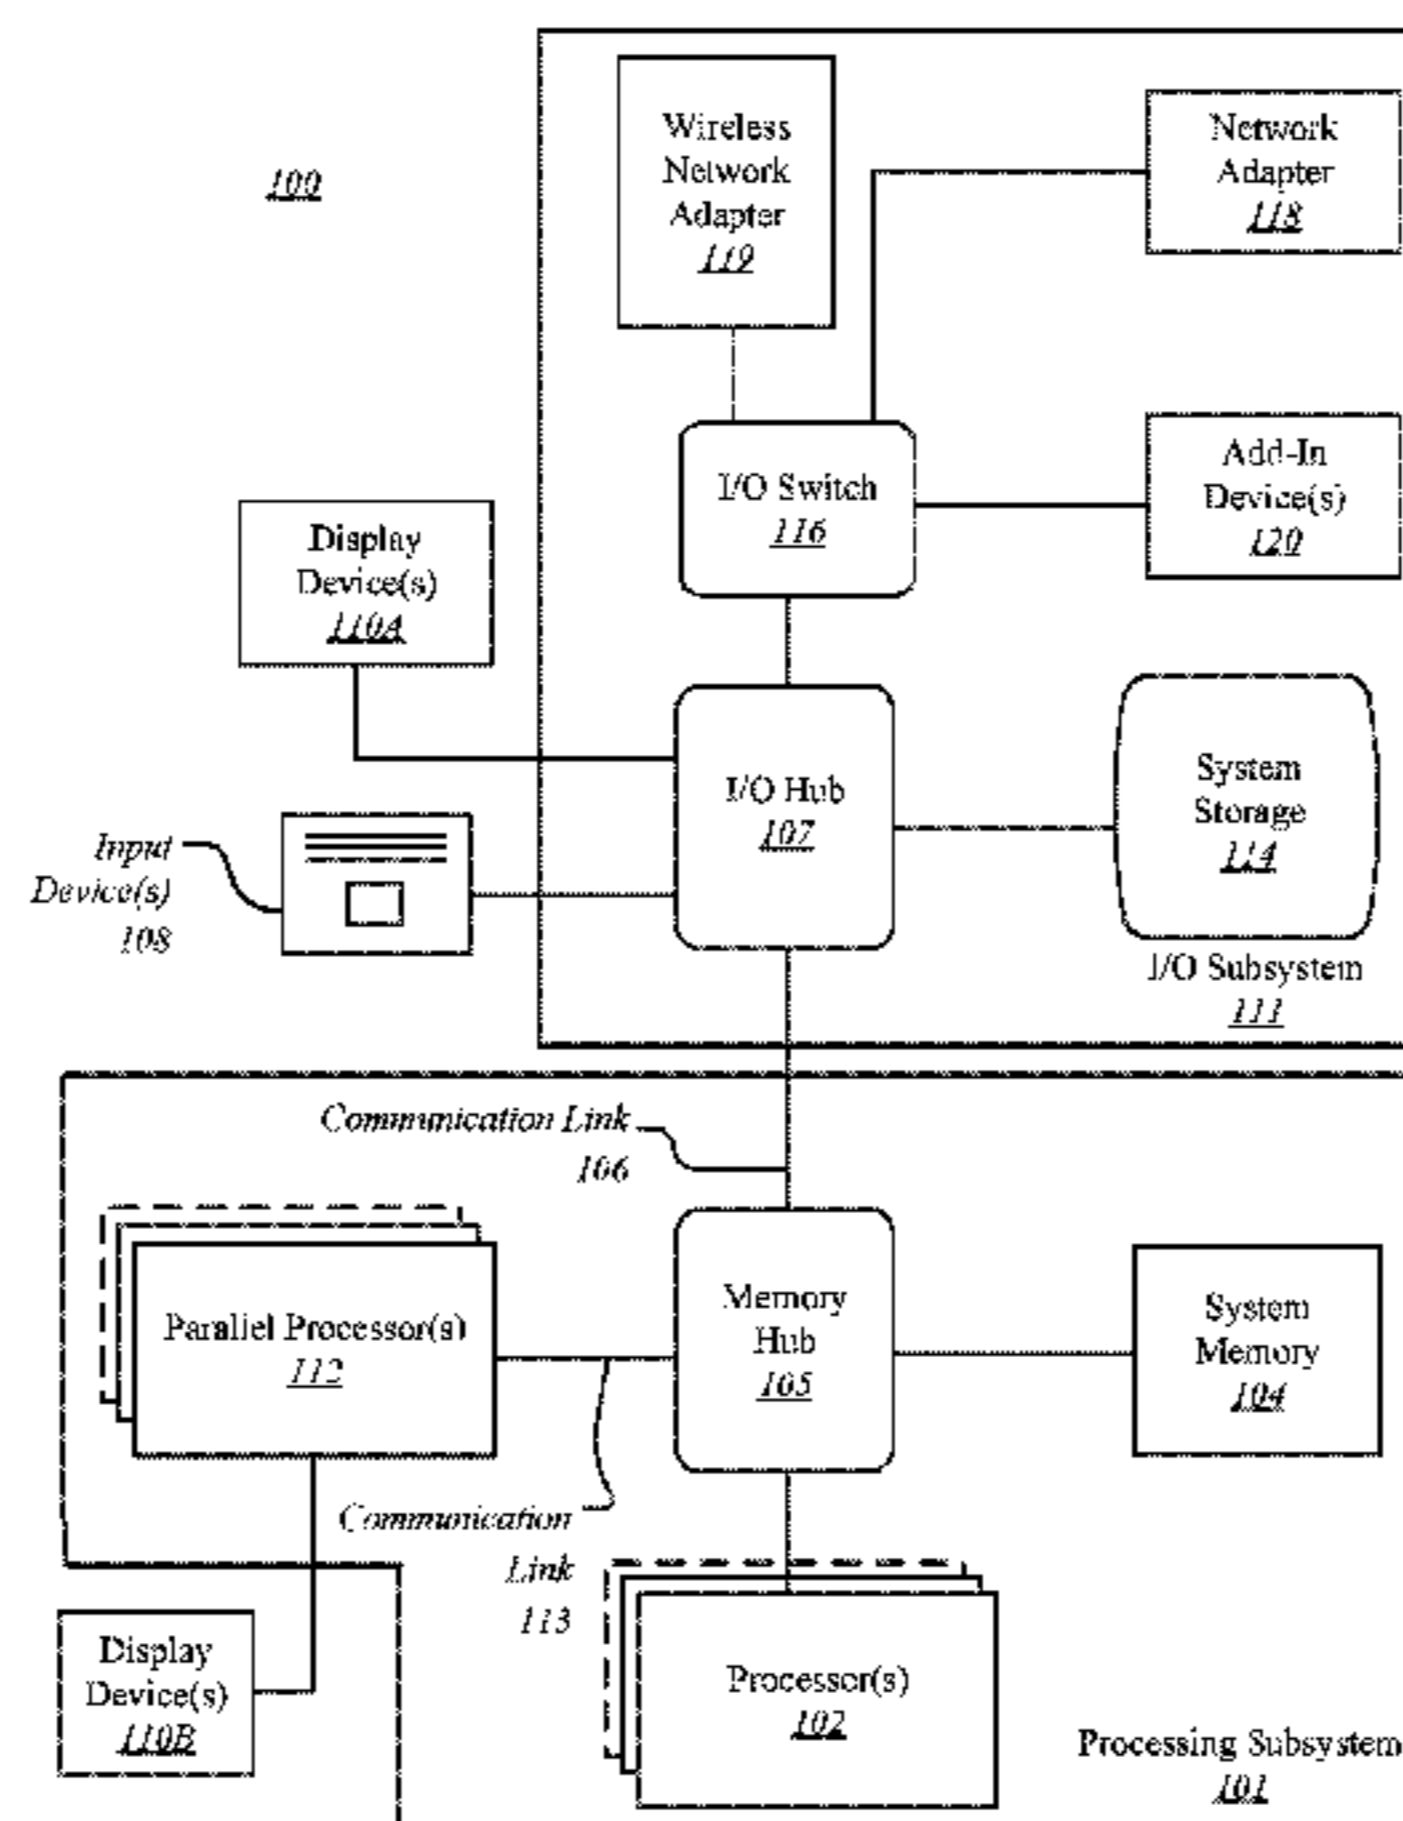 100
Wireless
Network
Adapter
119
Network
Adapter
118
I/O Switch
116
Add-In
Device(s)
120
Display
Device(s)
110A
I/O Hub
107
System
Storage
114
Input
Device(s)
108
I/O Subsystem
111
Communication Link
106
Parallel Processor(s)
112
Memory
Hub
105
System
Memory
104
Communication
Link
113
Display
Device(s)
110B
Processor(s)
102
Processing Subsystem
101